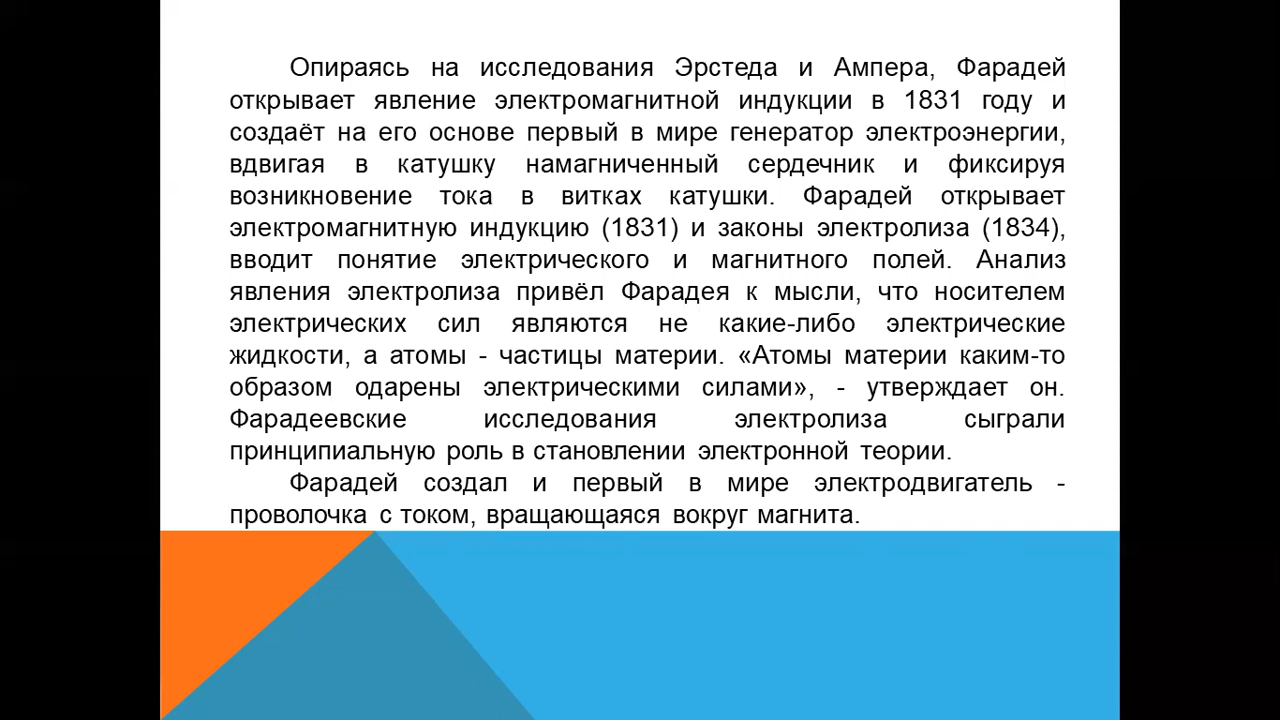 Опираясь на исследования Эрстеда и Ампера, Фарадей
открывает явление электромагнитной индукции в 1831 году и
создаёт на его основе первый в мире генератор электроэнергии,
вдвигая в катушку намагниченный сердечник и фиксируя
возникновение тока в витках катушки. Фарадей открывает
электромагнитную индукцию (1831) и законы электролиза (1834),
вводит понятие электрического и магнитного полей. Анализ
явления электролиза привёл Фарадея к мысли, что носителем
электрических сил являются не какие-либо электрические
жидкости, а атомы - частицы материи. «Атомы материи каким-то
образом одарены электрическими силами», - утверждает он.
Фарадеевские исследования электролиза сыграли
принципиальную роль в становлении электронной теории.
Фарадей создал и первый в мире электродвигатель -
проволочка с током, вращающаяся вокруг магнита.